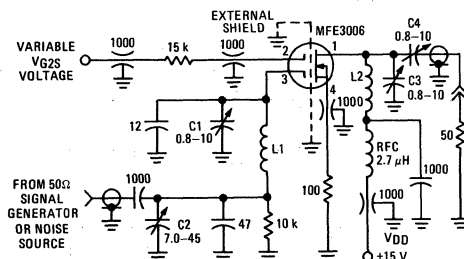 EXTERNAL
SHIELD
MFE3006
C4
0.8–10
1000
15 k
1000
2
1
3
VARIABLE
VG2S
VOLTAGE
L2
C3
0.8–10
4
1000
12
C1
0.8–10
L1
RFC
2.7 μH
50
1000
FROM 50Ω
SIGNAL
GENERATOR
OR NOISE
SOURCE
1000
C2
7.0–45
47
10 k
100
1000
VDD
+15 V